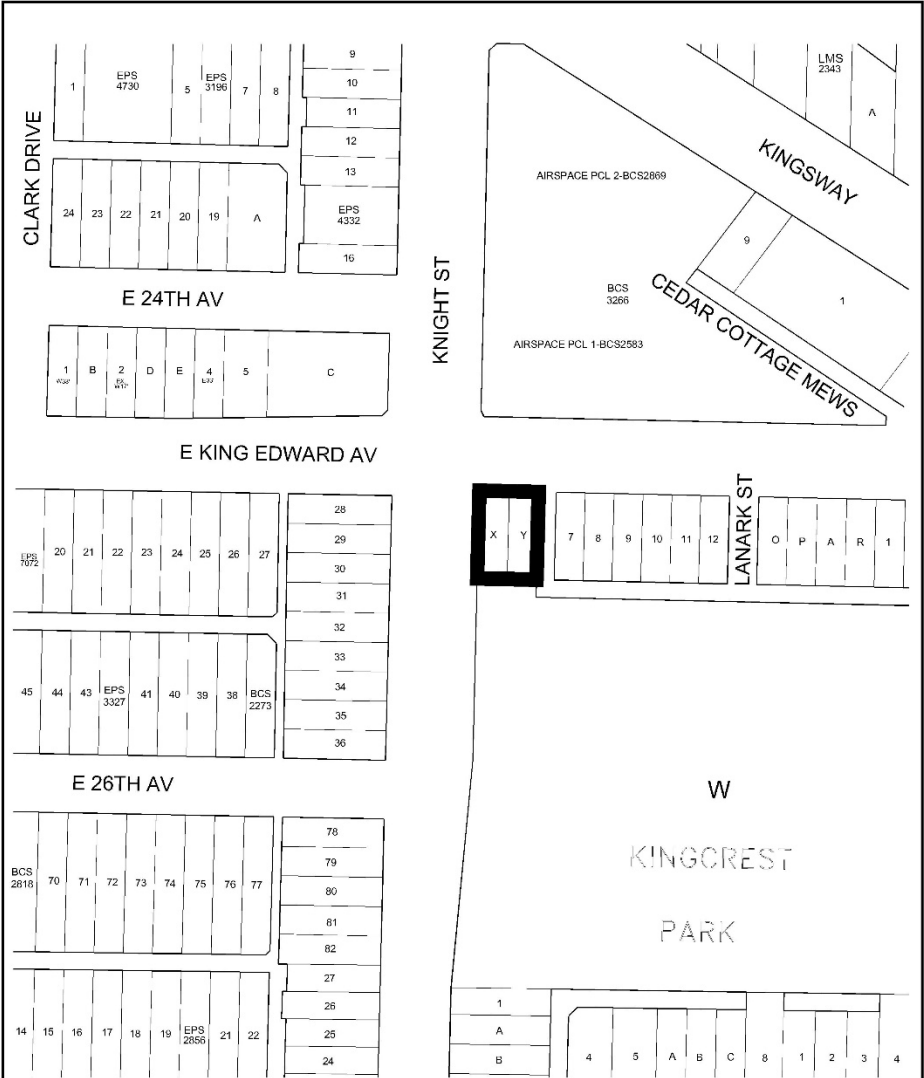 1
EPS
4730
5
EPS
3196
7
8
9
10
11
12
13
EPS
4332
16
LMS
2343
A
CLARK DRIVE
24
23
22
21
20
19
A
KINGSWAY
AIRSPACE PCL 2-BCS2869
9
1
E 24TH AV
KNIGHT ST
BCS
3266
CEDAR COTTAGE MEWS
AIRSPACE PCL 1-BCS2583
1
W33'
B
2
EX.
W17'
D
E
4
E33'
5
C
E KING EDWARD AV
EPS
7072
20
21
22
23
24
25
26
27
28
29
30
31
32
33
34
35
36
X
Y
7
8
9
10
11
12
LANARK ST
O
P
A
R
1
45
44
43
EPS
3327
41
40
39
38
BCS
2273
E 26TH AV
W
KINGCREST
PARK
BCS
2818
70
71
72
73
74
75
76
77
78
79
80
81
82
27
26
25
24
14
15
16
17
18
19
EPS
2856
21
22
1
A
B
4
5
A
B
C
8
1
2
3
4